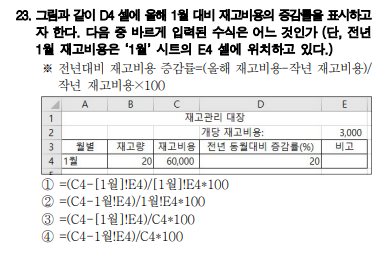 23. 그림과 같이 D4 셀에 올해 1월 대비 재고비용의 증감률을 표시하고
자 한다. 다음 중 바르게 입력된 수식은 어느 것인가 (단, 전년
1월 재고비용은 '1월' 시트의 E4 셀에 위치하고 있다.)
※ 전년대비 재고비용 증감률=(올해 재고비용-작년 재고비용)/
작년 재고비용×100
A B C D E
1 재고관리 대장
2 개당 재고비용: 3,000
3 월별 재고량 재고비용 전년 동월대비 증감률(%) 비고
4 1월 20 60,000 20
① =(C4-[1월]!E4)/[1월]!E4*100
② =(C4-1월!E4)/1월!E4*100
③ =(C4-[1월]!E4)/C4*100
④ =(C4-1월!E4)/C4*100